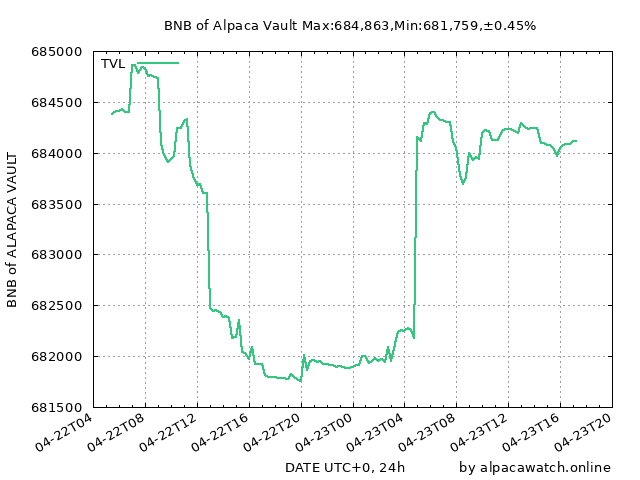 BNB of Alpaca Vault Max:684,863,Min:681,759,±0.45%
685000
TVL
684500
684000
683500
683000
682500
682000
681500
BNB of ALAPACA VAULT
04-22T04
04-22T08
04-22T12
04-22T16
04-22T20
04-23T00
04-23T04
04-23T08
04-23T12
04-23T16
04-23T20
DATE UTC+0, 24h
by alpacawatch.online